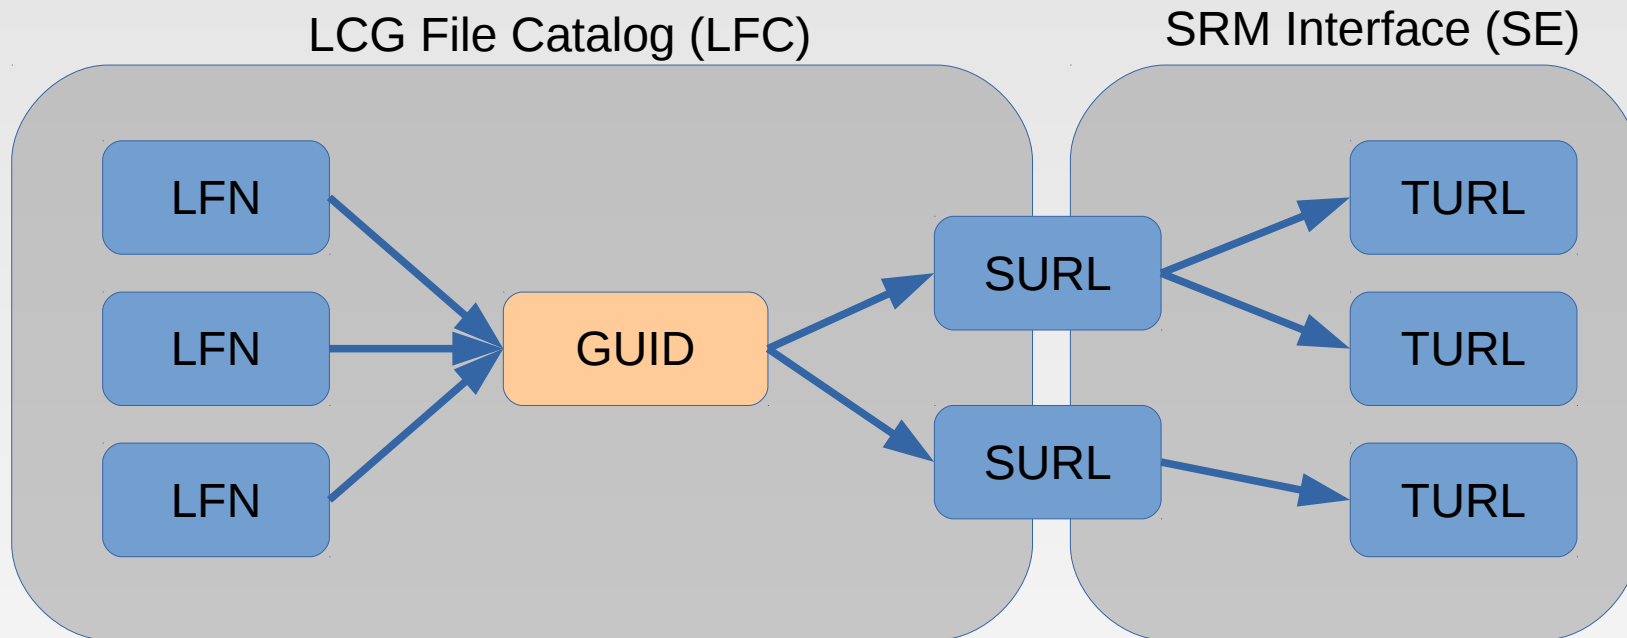 LCG File Catalog (LFC)
SRM Interface (SE)
LFN
LFN
LFN
GUID
SURL
SURL
TURL
TURL
TURL